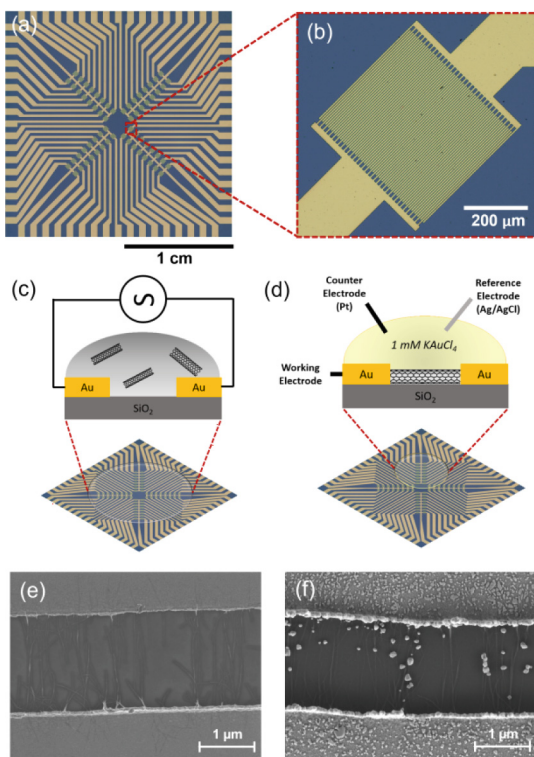 (a)
(b)
1 cm
200 μm
(c)
(d)
S
Au
Au
SiO2
Counter
Electrode
(Pt)
Reference
Electrode
(Ag/AgCl)
1 mM KAuCl4
Working
Electrode
Au
Au
SiO2
(e)
1 μm
(f)
1 μm